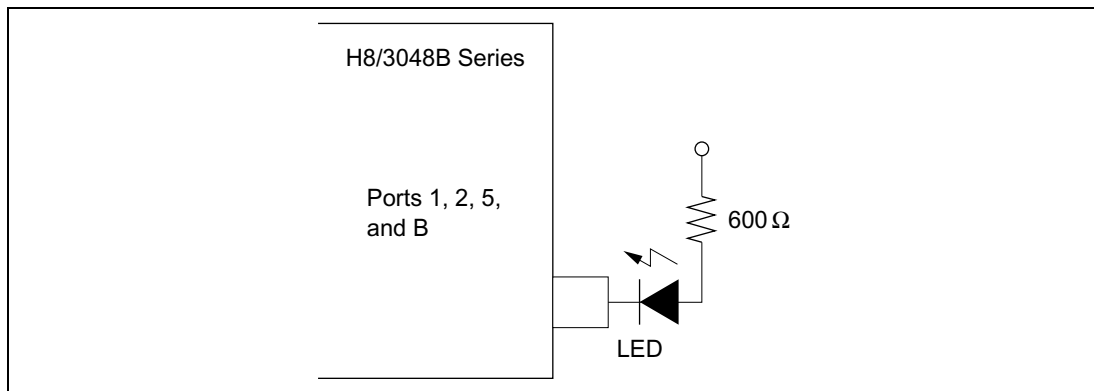 H8/3048B Series
Ports 1, 2, 5,
and B
600 Ω
LED